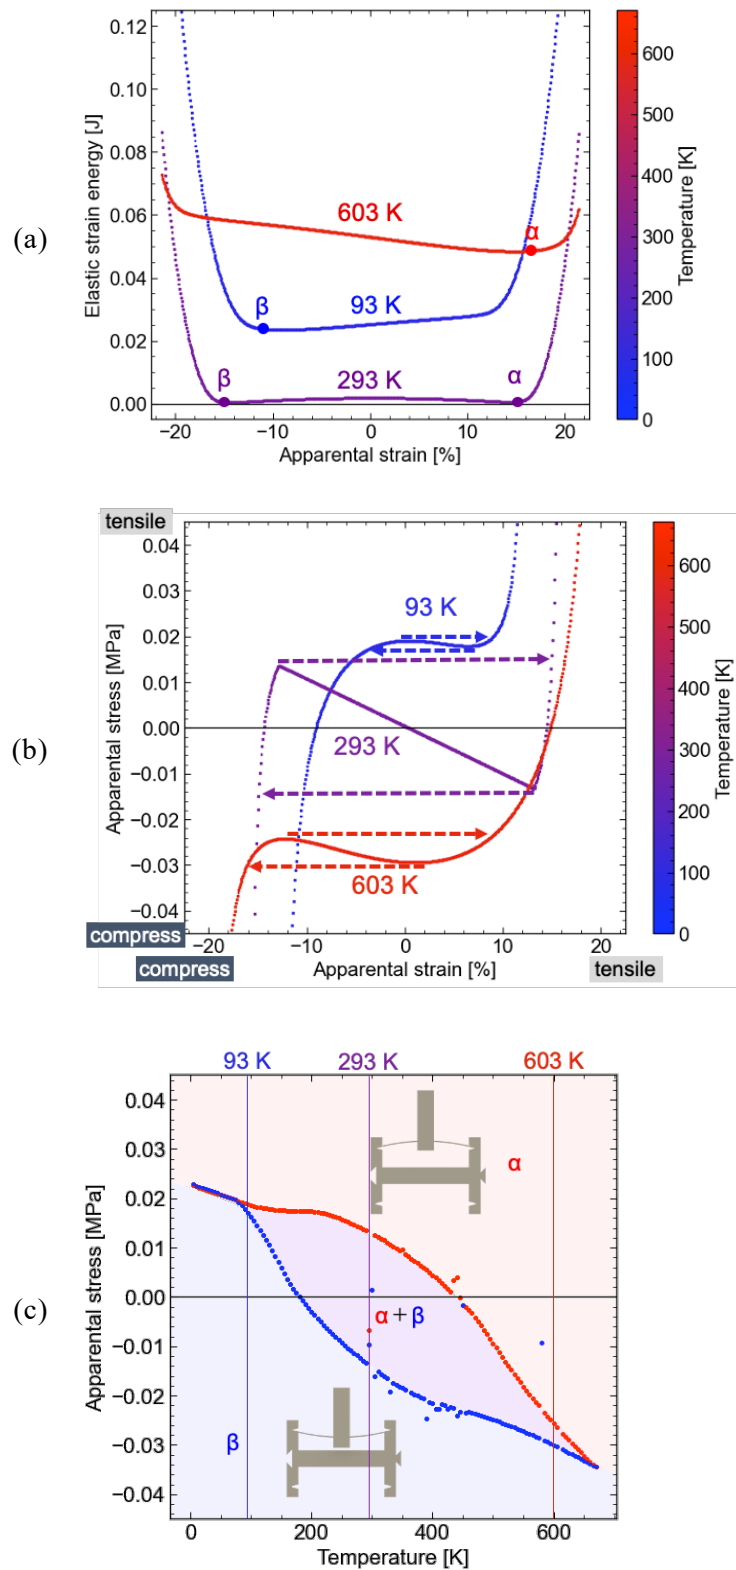 (a)
0.12
0.10
0.08
0.06
0.04
0.02
0.00
Elastic strain energy [J]
603 K
α
β
93 K
β
293 K
α
−20
−10
0
10
20
Apparental strain [%]
600
500
400
300
200
100
0
Temperature [K]
(b)
tensile
0.04
0.03
0.02
0.01
0.00
−0.01
−0.02
−0.03
−0.04
Apparental stress [MPa]
93 K
293 K
603 K
compress
compress
−20
−10
0
10
20
Apparental strain [%]
tensile
600
500
400
300
200
100
0
Temperature [K]
(c)
93 K
293 K
603 K
0.04
0.03
0.02
0.01
0.00
−0.01
−0.02
−0.03
−0.04
Apparental stress [MPa]
α
α + β
β
0
200
400
600
Temperature [K]